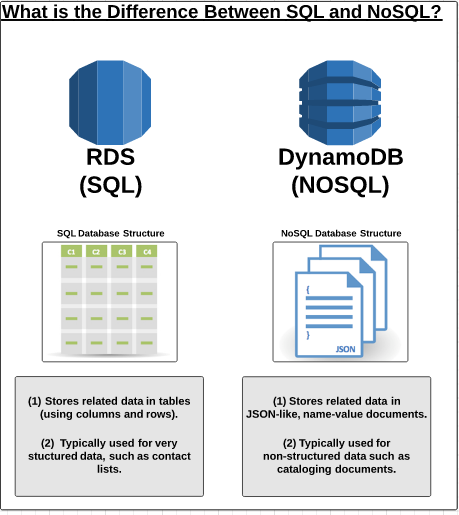 What is the Difference Between SQL and NoSQL?
RDS
(SQL)
DynamoDB
(NOSQL)
SQL Database Structure
C1 C2 C3 C4
NoSQL Database Structure
{
}
JSON
(1) Stores related data in tables
(using columns and rows).
(2) Typically used for very
stuctured data, such as contact
lists.
(1) Stores related data in
JSON-like, name-value documents.
(2) Typically used for
non-structured data such as
cataloging documents.